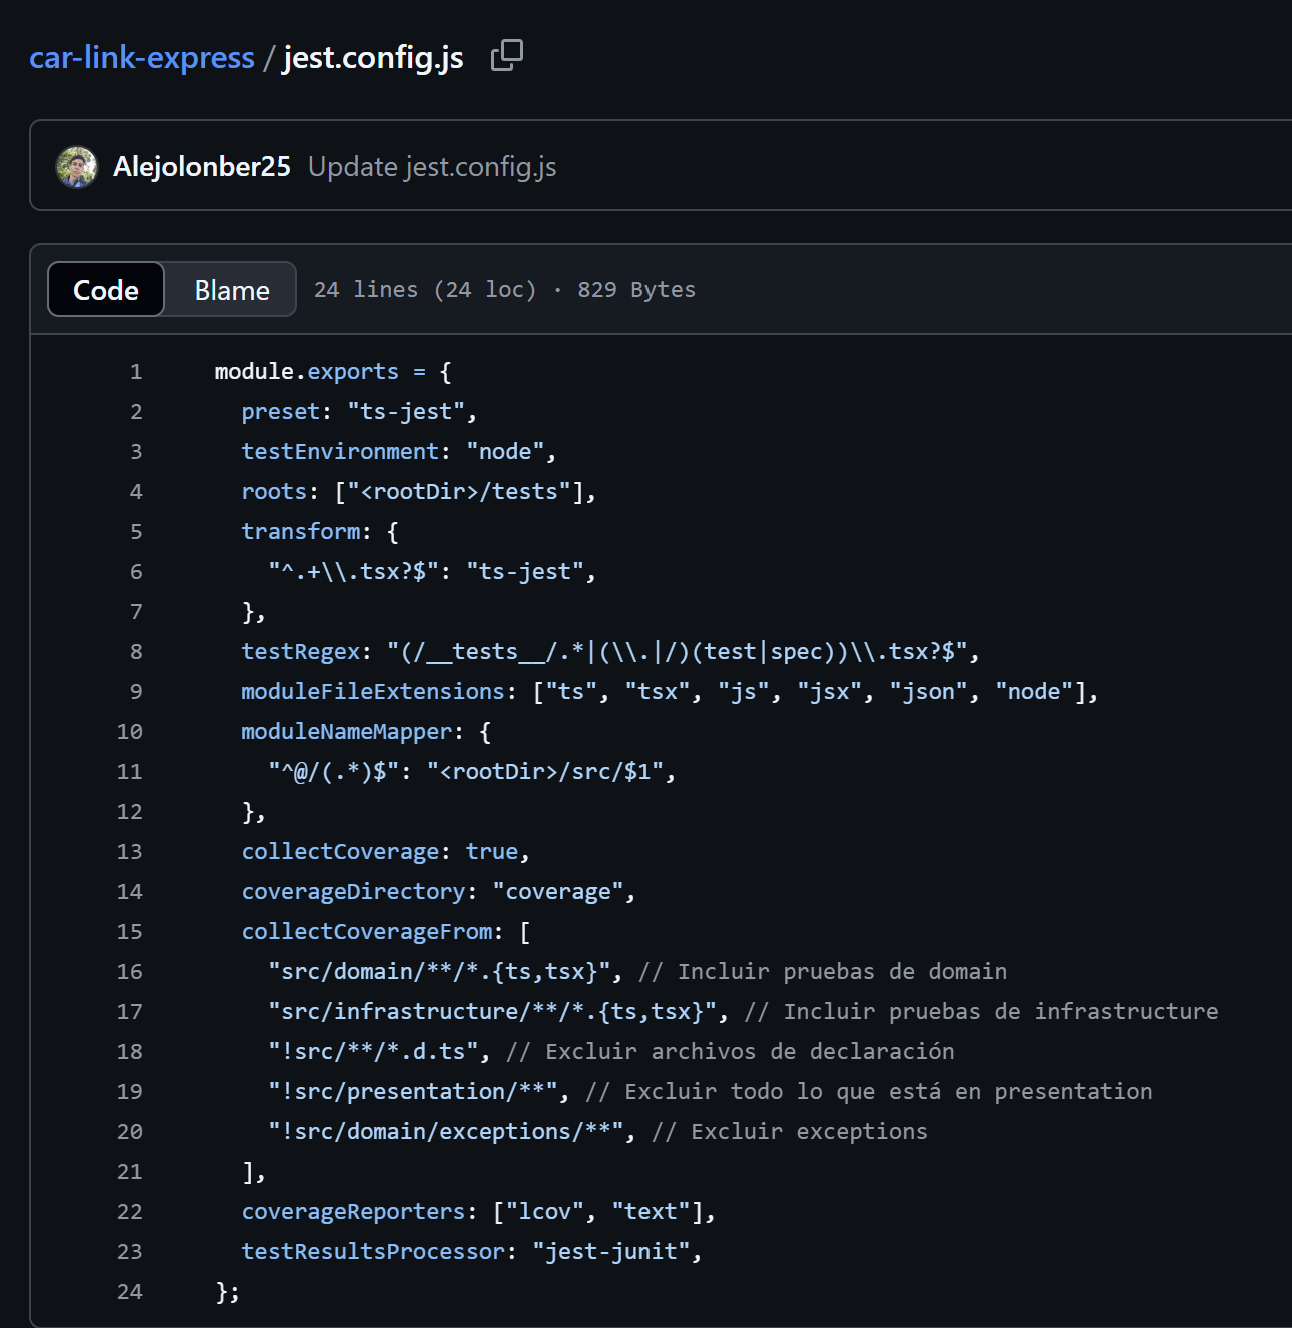 car-link-express / jest.config.js
Alejolonber25 Update jest.config.js
Code Blame 24 lines (24 loc) · 829 Bytes
1 module.exports = {
2 preset: "ts-jest",
3 testEnvironment: "node",
4 roots: ["<rootDir>/tests"],
5 transform: {
6 "^.+\\.tsx?$": "ts-jest",
7 },
8 testRegex: "(/__tests__/.*|(\\.|/)(test|spec))\\.tsx?$",
9 moduleFileExtensions: ["ts", "tsx", "js", "jsx", "json", "node"],
10 moduleNameMapper: {
11 "^@/(.*)$": "<rootDir>/src/$1",
12 },
13 collectCoverage: true,
14 coverageDirectory: "coverage",
15 collectCoverageFrom: [
16 "src/domain/**/*.{ts,tsx}", // Incluir pruebas de domain
17 "src/infrastructure/**/*.{ts,tsx}", // Incluir pruebas de infrastructure
18 "!src/**/*.d.ts", // Excluir archivos de declaración
19 "!src/presentation/**", // Excluir todo lo que está en presentation
20 "!src/domain/exceptions/**", // Excluir exceptions
21 ],
22 coverageReporters: ["lcov", "text"],
23 testResultsProcessor: "jest-junit",
24 };